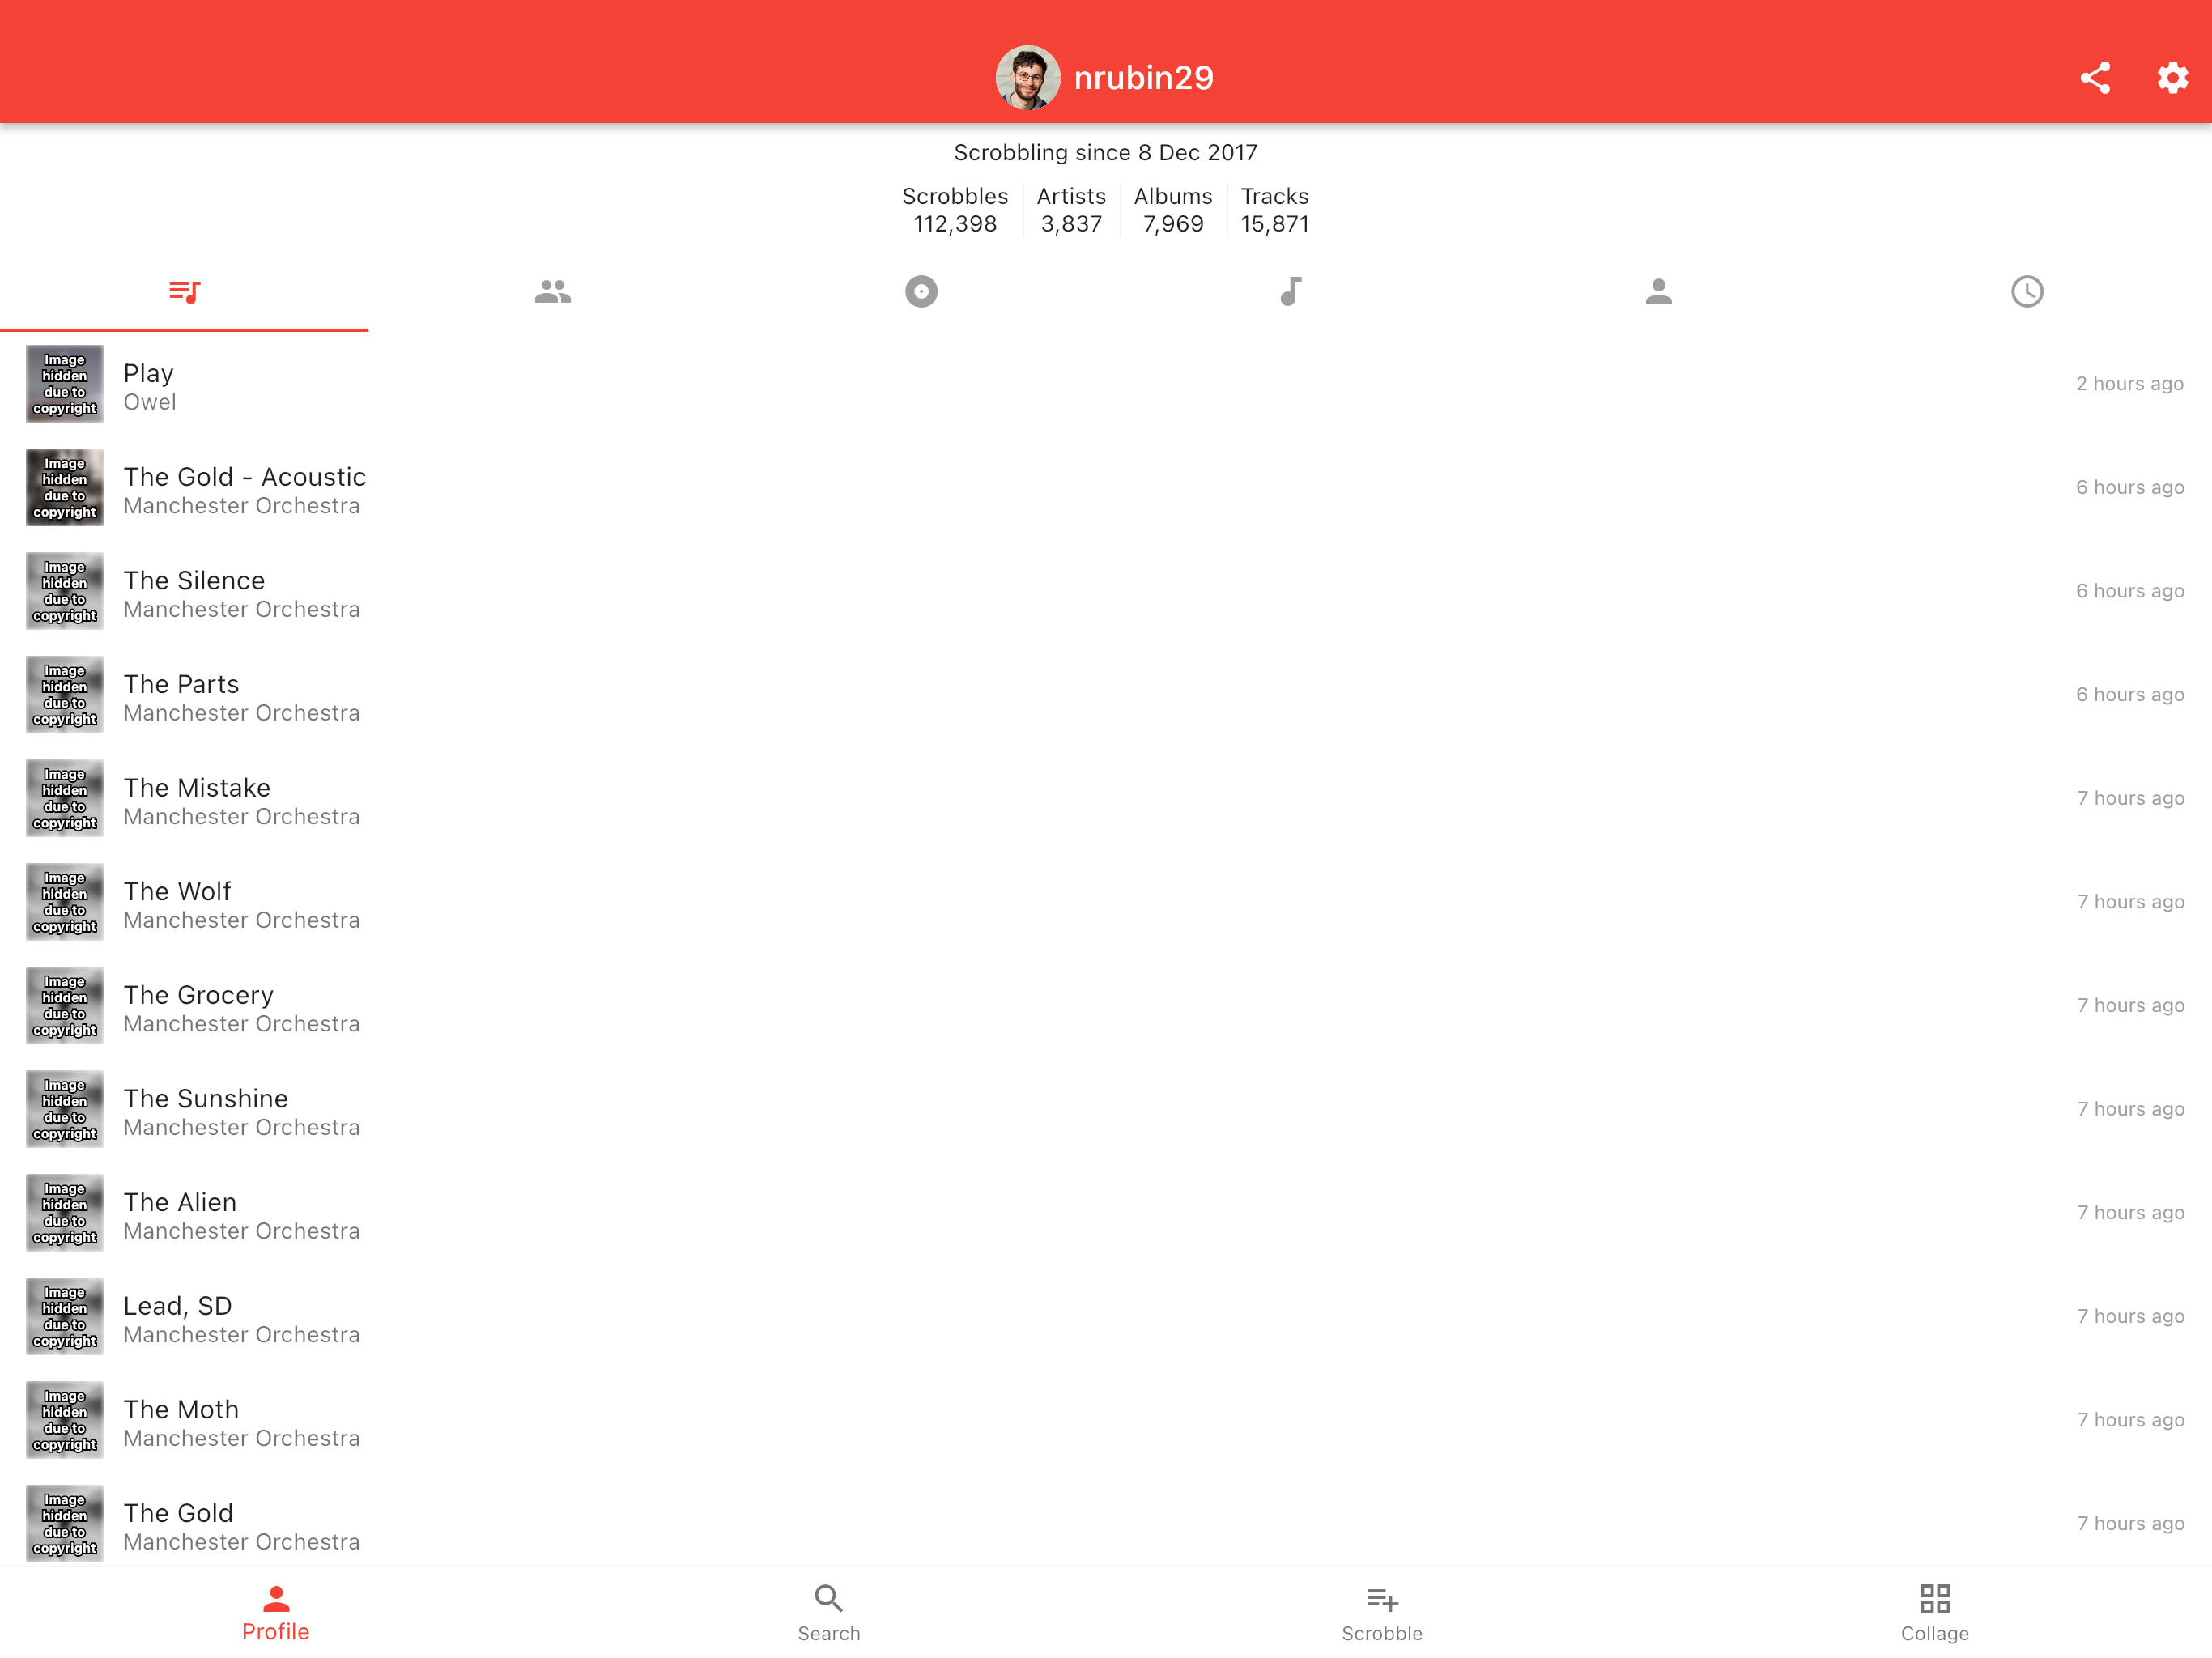 nrubin29
Scrobbling since 8 Dec 2017
Scrobbles Artists Albums Tracks
112,398 3,837 7,969 15,871
Image
hidden
due to
copyright
Play
Owel
2 hours ago
Image
hidden
due to
copyright
The Gold - Acoustic
Manchester Orchestra
6 hours ago
Image
hidden
due to
copyright
The Silence
Manchester Orchestra
6 hours ago
Image
hidden
due to
copyright
The Parts
Manchester Orchestra
6 hours ago
Image
hidden
due to
copyright
The Mistake
Manchester Orchestra
7 hours ago
Image
hidden
due to
copyright
The Wolf
Manchester Orchestra
7 hours ago
Image
hidden
due to
copyright
The Grocery
Manchester Orchestra
7 hours ago
Image
hidden
due to
copyright
The Sunshine
Manchester Orchestra
7 hours ago
Image
hidden
due to
copyright
The Alien
Manchester Orchestra
7 hours ago
Image
hidden
due to
copyright
Lead, SD
Manchester Orchestra
7 hours ago
Image
hidden
due to
copyright
The Moth
Manchester Orchestra
7 hours ago
Image
hidden
due to
copyright
The Gold
Manchester Orchestra
7 hours ago
Profile Search Scrobble Collage